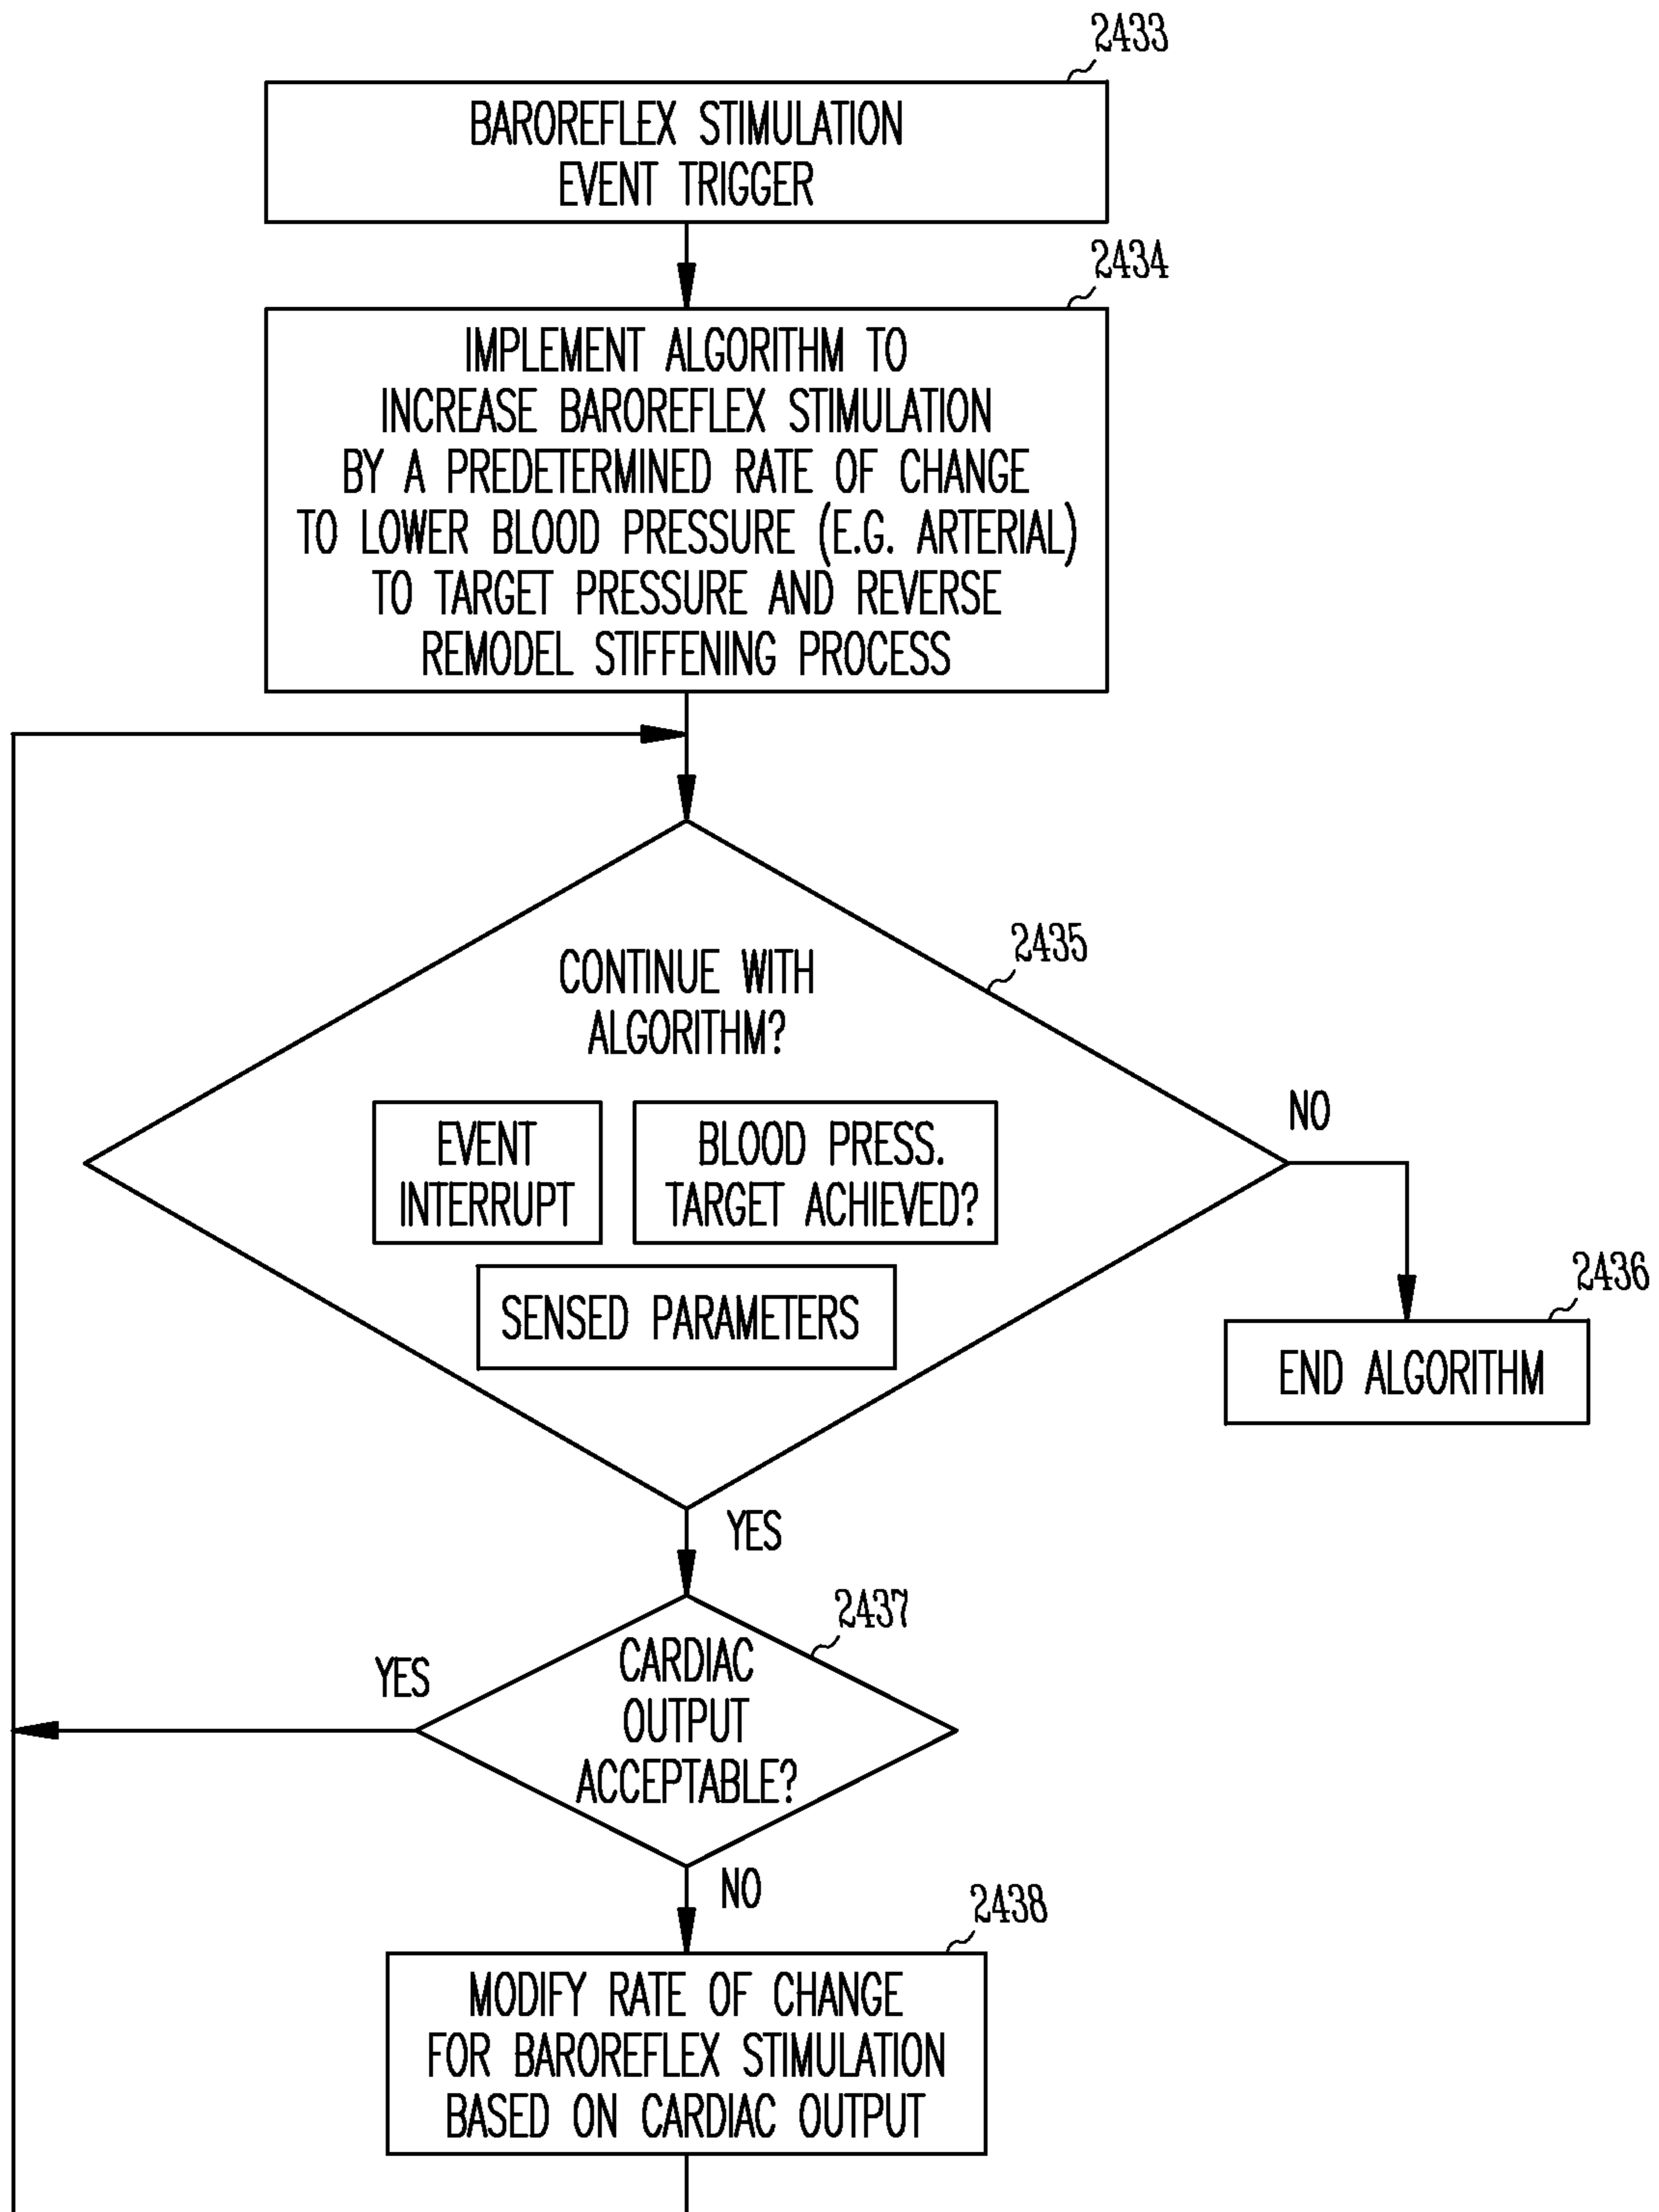 2433
BAROREFLEX STIMULATION
EVENT TRIGGER
2434
IMPLEMENT ALGORITHM TO
INCREASE BAROREFLEX STIMULATION
BY A PREDETERMINED RATE OF CHANGE
TO LOWER BLOOD PRESSURE (E.G. ARTERIAL)
TO TARGET PRESSURE AND REVERSE
REMODEL STIFFENING PROCESS
2435
CONTINUE WITH
ALGORITHM?
EVENT
INTERRUPT
BLOOD PRESS.
TARGET ACHIEVED?
SENSED PARAMETERS
NO
2436
END ALGORITHM
YES
2437
CARDIAC
OUTPUT
ACCEPTABLE?
YES
NO
2438
MODIFY RATE OF CHANGE
FOR BAROREFLEX STIMULATION
BASED ON CARDIAC OUTPUT